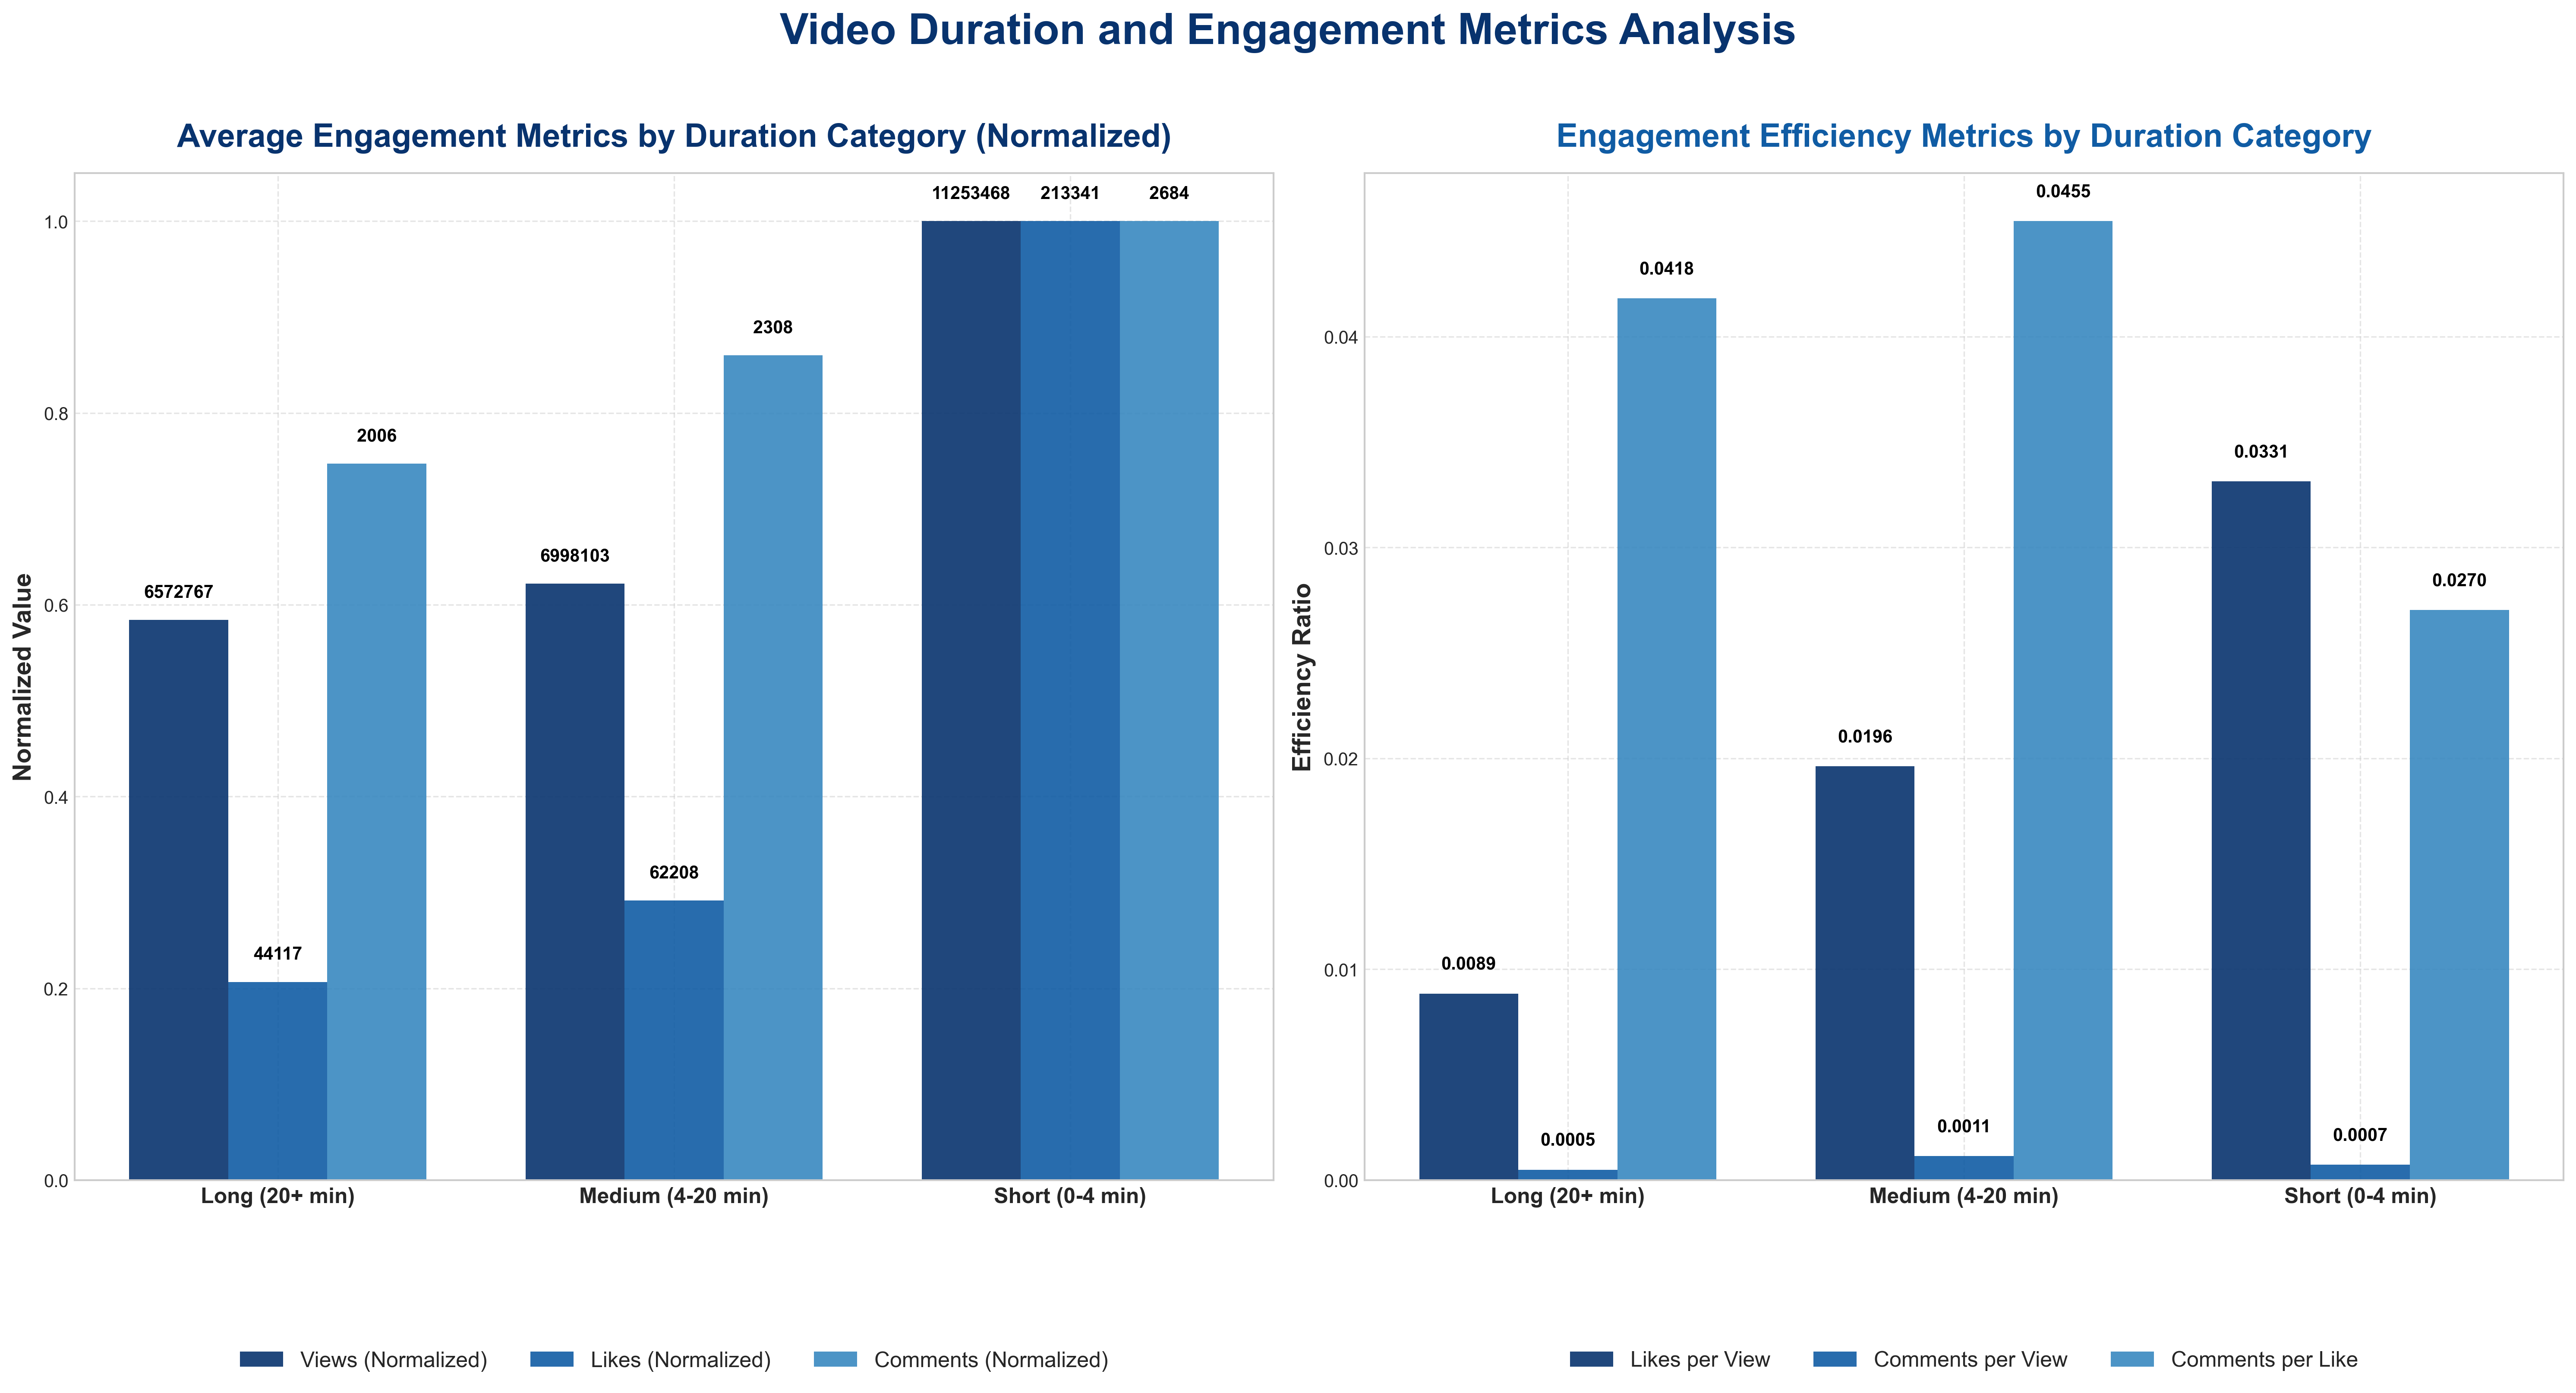 Video Duration and Engagement Metrics Analysis
Average Engagement Metrics by Duration Category (Normalized)
Normalized Value
1.0
0.8
0.6
0.4
0.2
0.0
6572767
44117
2006
6998103
62208
2308
11253468
213341
2684
Long (20+ min)
Medium (4-20 min)
Short (0-4 min)
Views (Normalized)
Likes (Normalized)
Comments (Normalized)
Engagement Efficiency Metrics by Duration Category
Efficiency Ratio
0.04
0.03
0.02
0.01
0.00
0.0089
0.0005
0.0418
0.0196
0.0011
0.0455
0.0331
0.0007
0.0270
Long (20+ min)
Medium (4-20 min)
Short (0-4 min)
Likes per View
Comments per View
Comments per Like